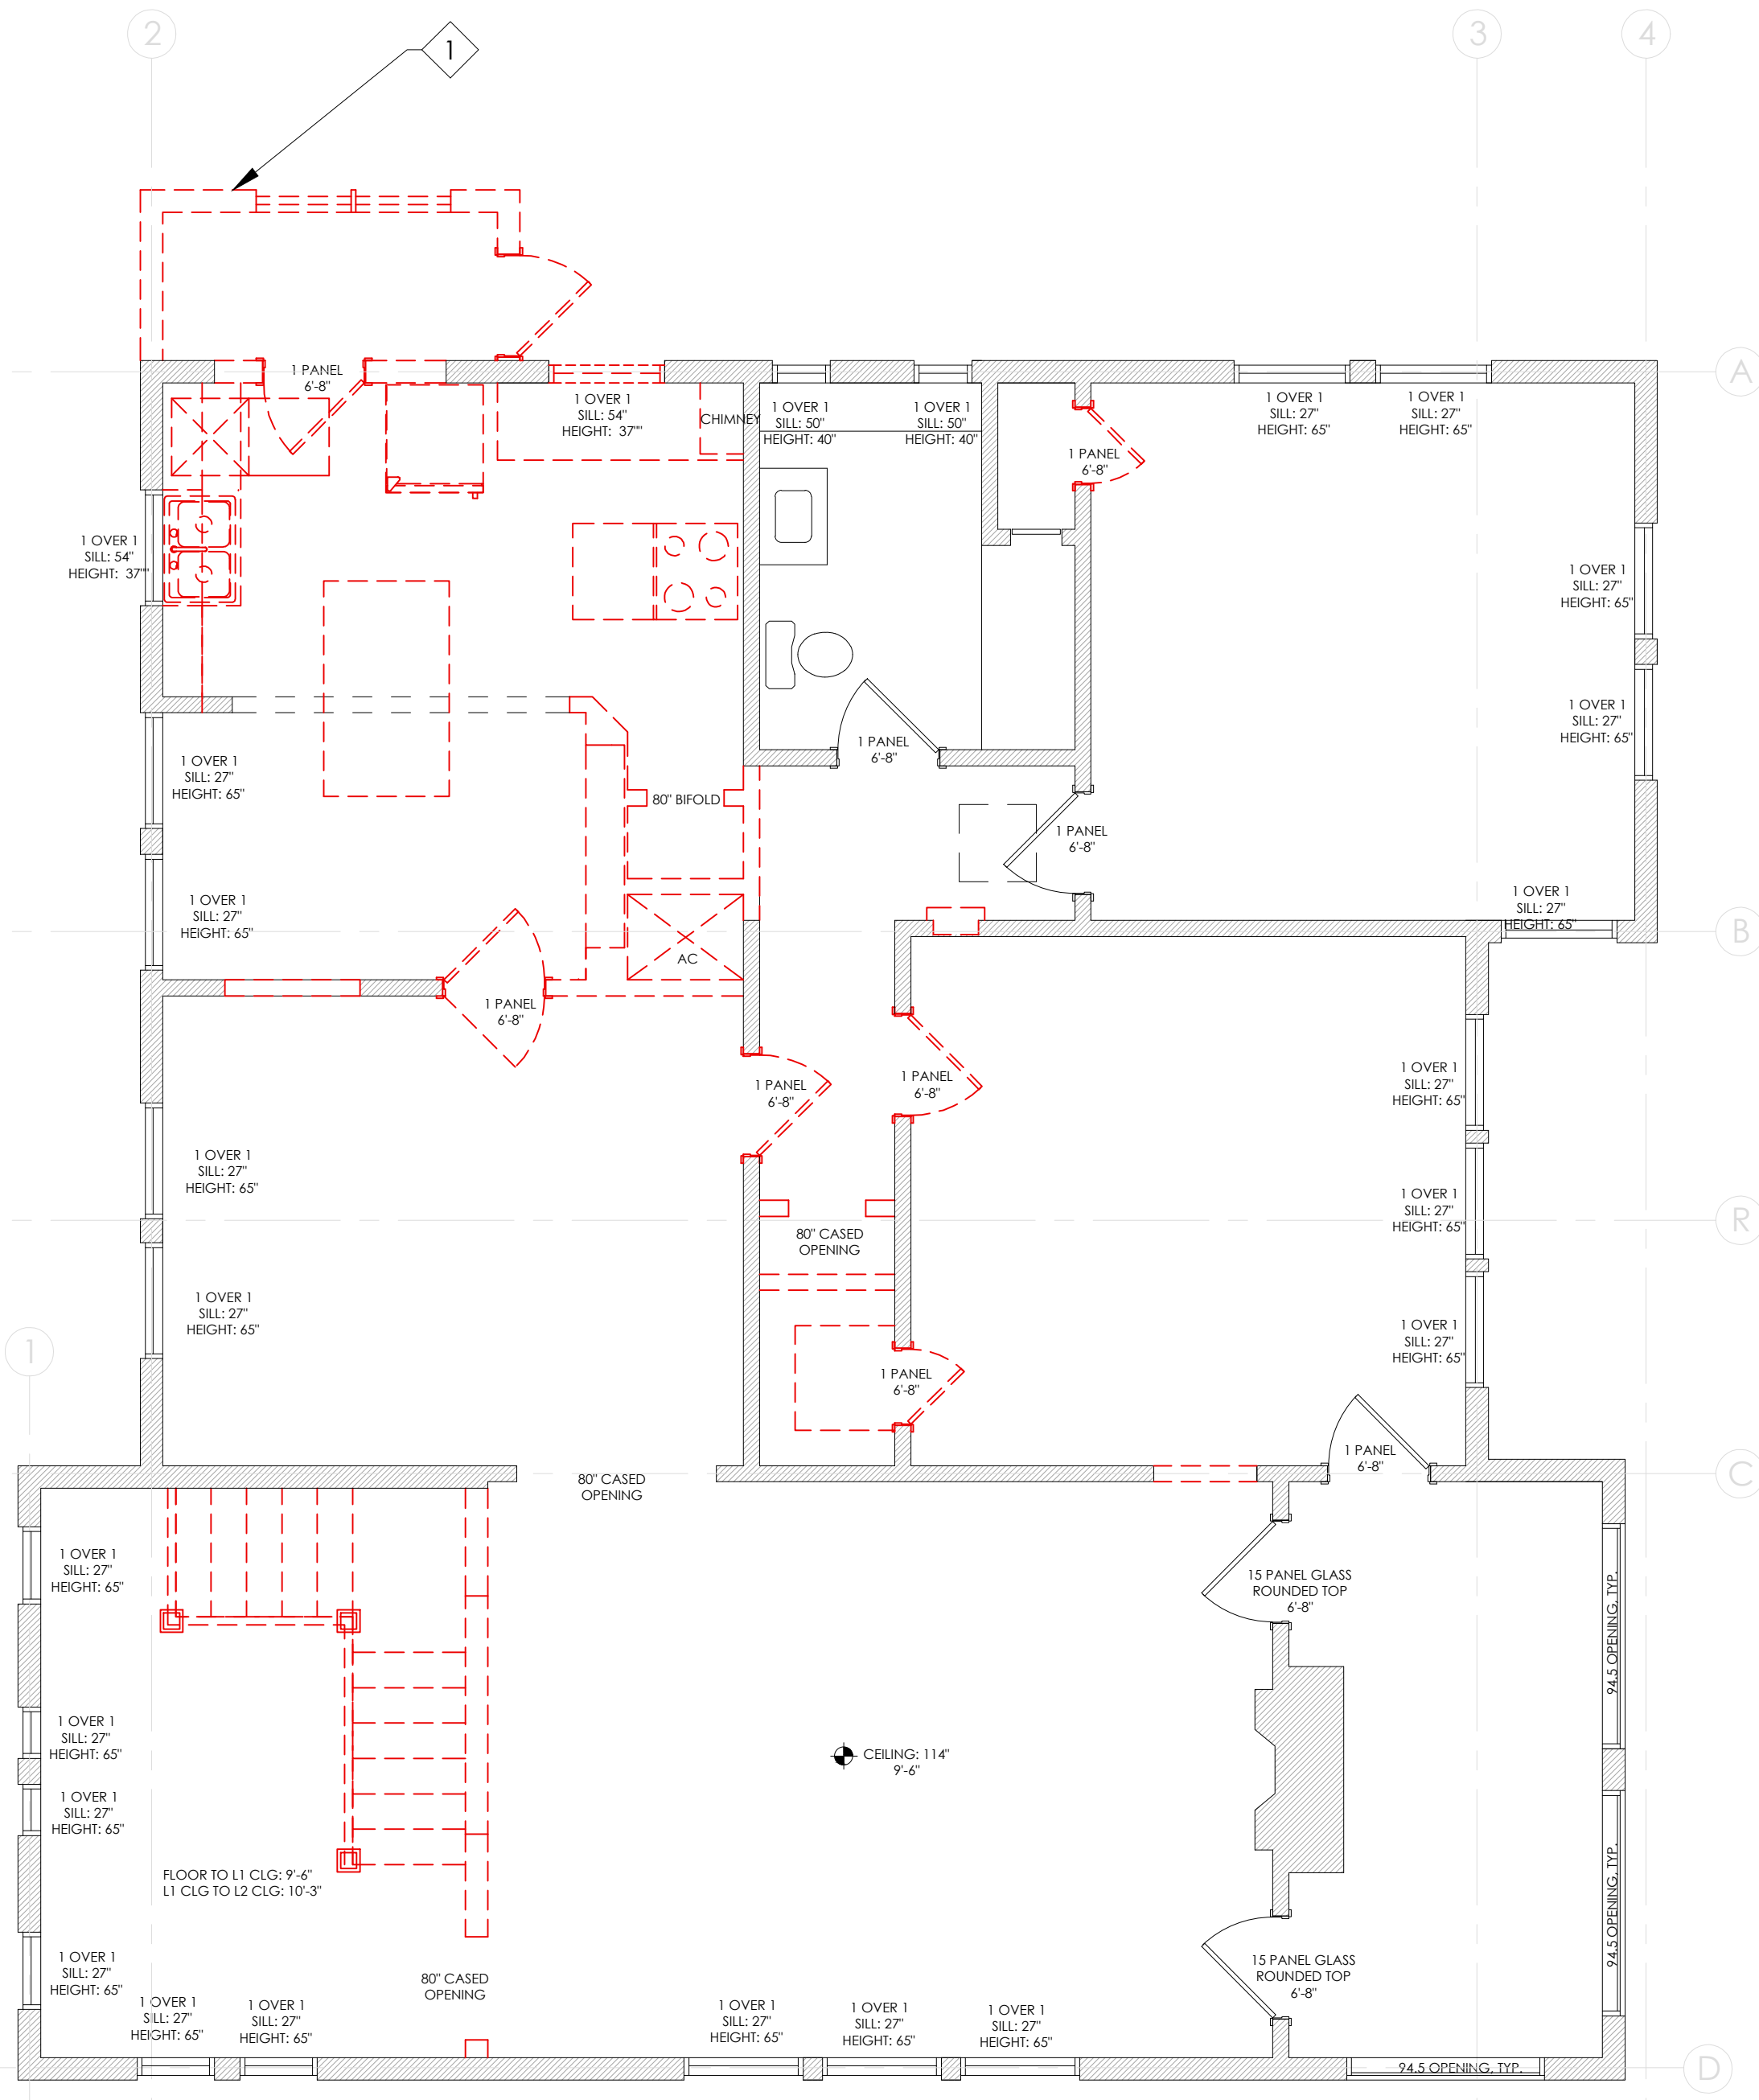 2
1
3
4
A
1 PANEL
6'-8"
1 OVER 1
SILL: 54"
HEIGHT:  37""
CHIMNEY
1 OVER 1
SILL: 50"
HEIGHT: 40"
1 OVER 1
SILL: 50"
HEIGHT: 40"
1 PANEL
6'-8"
1 OVER 1
SILL: 27"
HEIGHT: 65"
1 OVER 1
SILL: 27"
HEIGHT: 65"
1 OVER 1
SILL: 54"
HEIGHT:  37""
1 OVER 1
SILL: 27"
HEIGHT: 65"
1 OVER 1
SILL: 27"
HEIGHT: 65"
1 PANEL
6'-8"
1 OVER 1
SILL: 27"
HEIGHT: 65"
80" BIFOLD
1 PANEL
6'-8"
1 OVER 1
SILL: 27"
HEIGHT: 65"
1 OVER 1
SILL: 27"
HEIGHT: 65"
B
AC
1 PANEL
6'-8"
1 PANEL
6'-8"
1 PANEL
6'-8"
1 OVER 1
SILL: 27"
HEIGHT: 65"
1 OVER 1
SILL: 27"
HEIGHT: 65"
1 OVER 1
SILL: 27"
HEIGHT: 65"
R
80" CASED
OPENING
1 OVER 1
SILL: 27"
HEIGHT: 65"
1 OVER 1
SILL: 27"
HEIGHT: 65"
1
1 PANEL
6'-8"
1 PANEL
6'-8"
C
80" CASED
OPENING
1 OVER 1
SILL: 27"
HEIGHT: 65"
15 PANEL GLASS
ROUNDED TOP
6'-8"
94.5 OPENING, TYP.
1 OVER 1
SILL: 27"
HEIGHT: 65"
CEILING: 114"
9'-6"
1 OVER 1
SILL: 27"
HEIGHT: 65"
FLOOR TO L1 CLG: 9'-6"
L1 CLG TO L2 CLG: 10'-3"
94.5 OPENING, TYP.
1 OVER 1
SILL: 27"
HEIGHT: 65"
80" CASED
OPENING
15 PANEL GLASS
ROUNDED TOP
6'-8"
1 OVER 1
SILL: 27"
HEIGHT: 65"
1 OVER 1
SILL: 27"
HEIGHT: 65"
1 OVER 1
SILL: 27"
HEIGHT: 65"
1 OVER 1
SILL: 27"
HEIGHT: 65"
1 OVER 1
SILL: 27"
HEIGHT: 65"
94.5 OPENING, TYP.
D